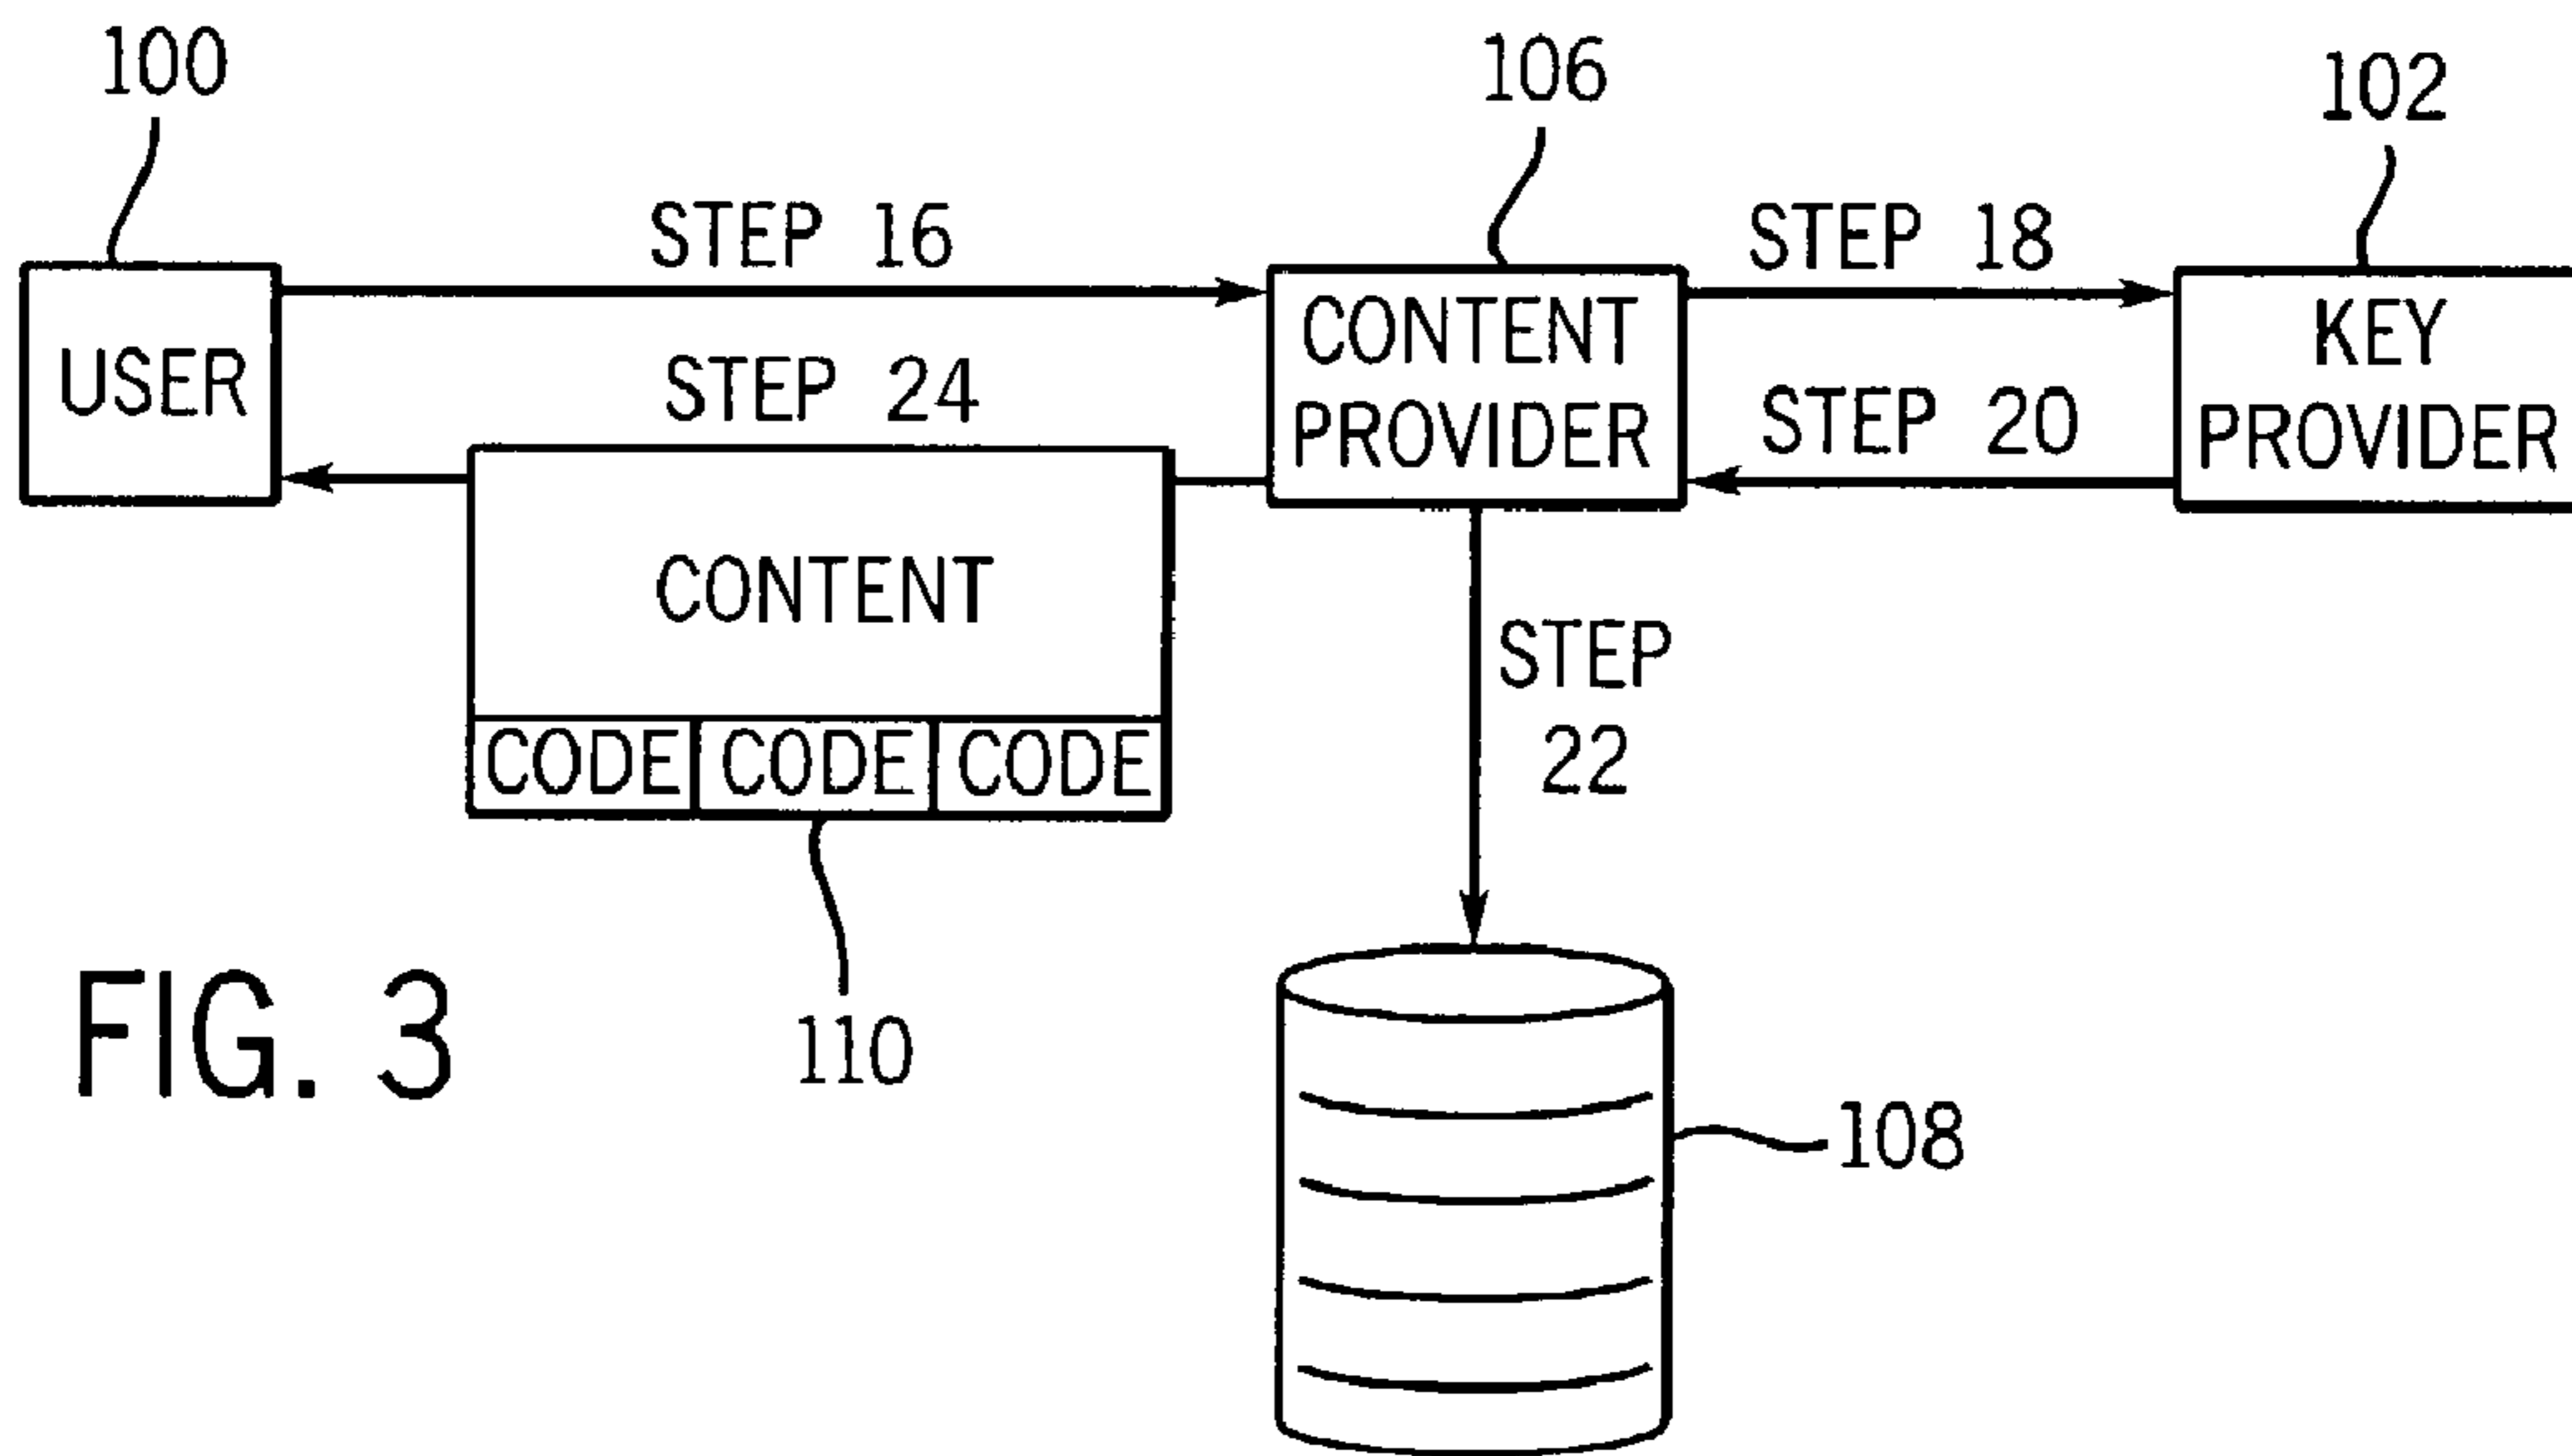 100
106
102
STEP 16
STEP 18
USER
CONTENT
PROVIDER
KEY
PROVIDER
STEP 24
STEP 20
CONTENT
CODE CODE CODE
STEP
22
110
108
FIG. 3